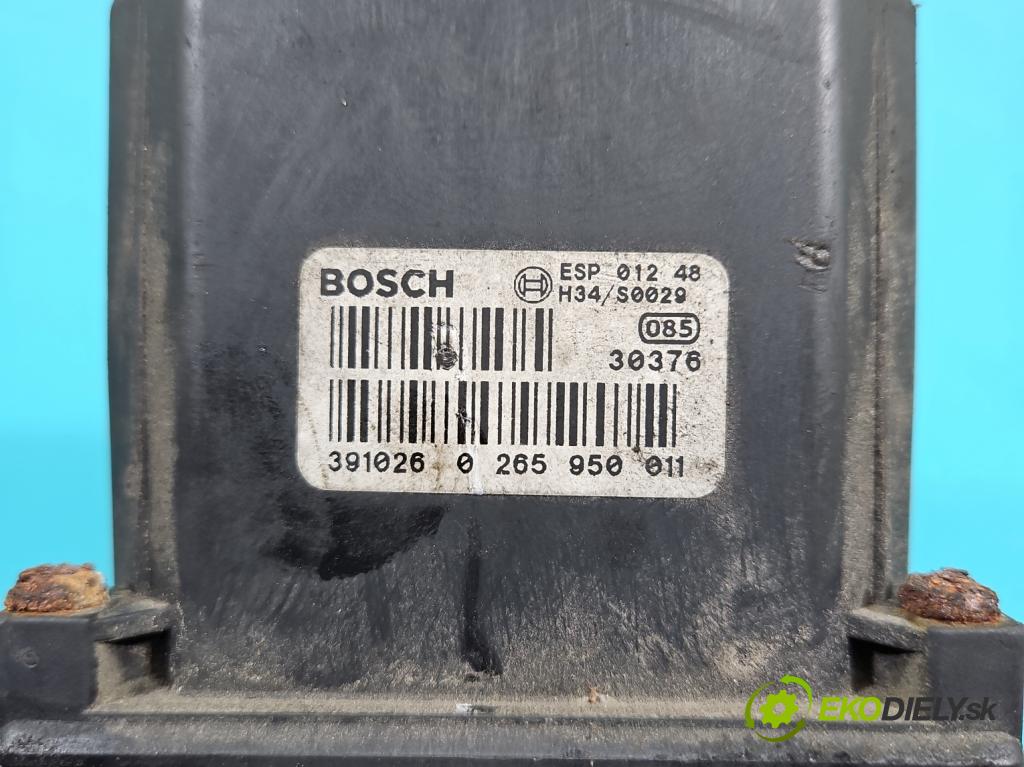 BOSCH
ESP 012 48
H34/S0029
085
30376
391026 0 265 950 011
EKODIELY.sk